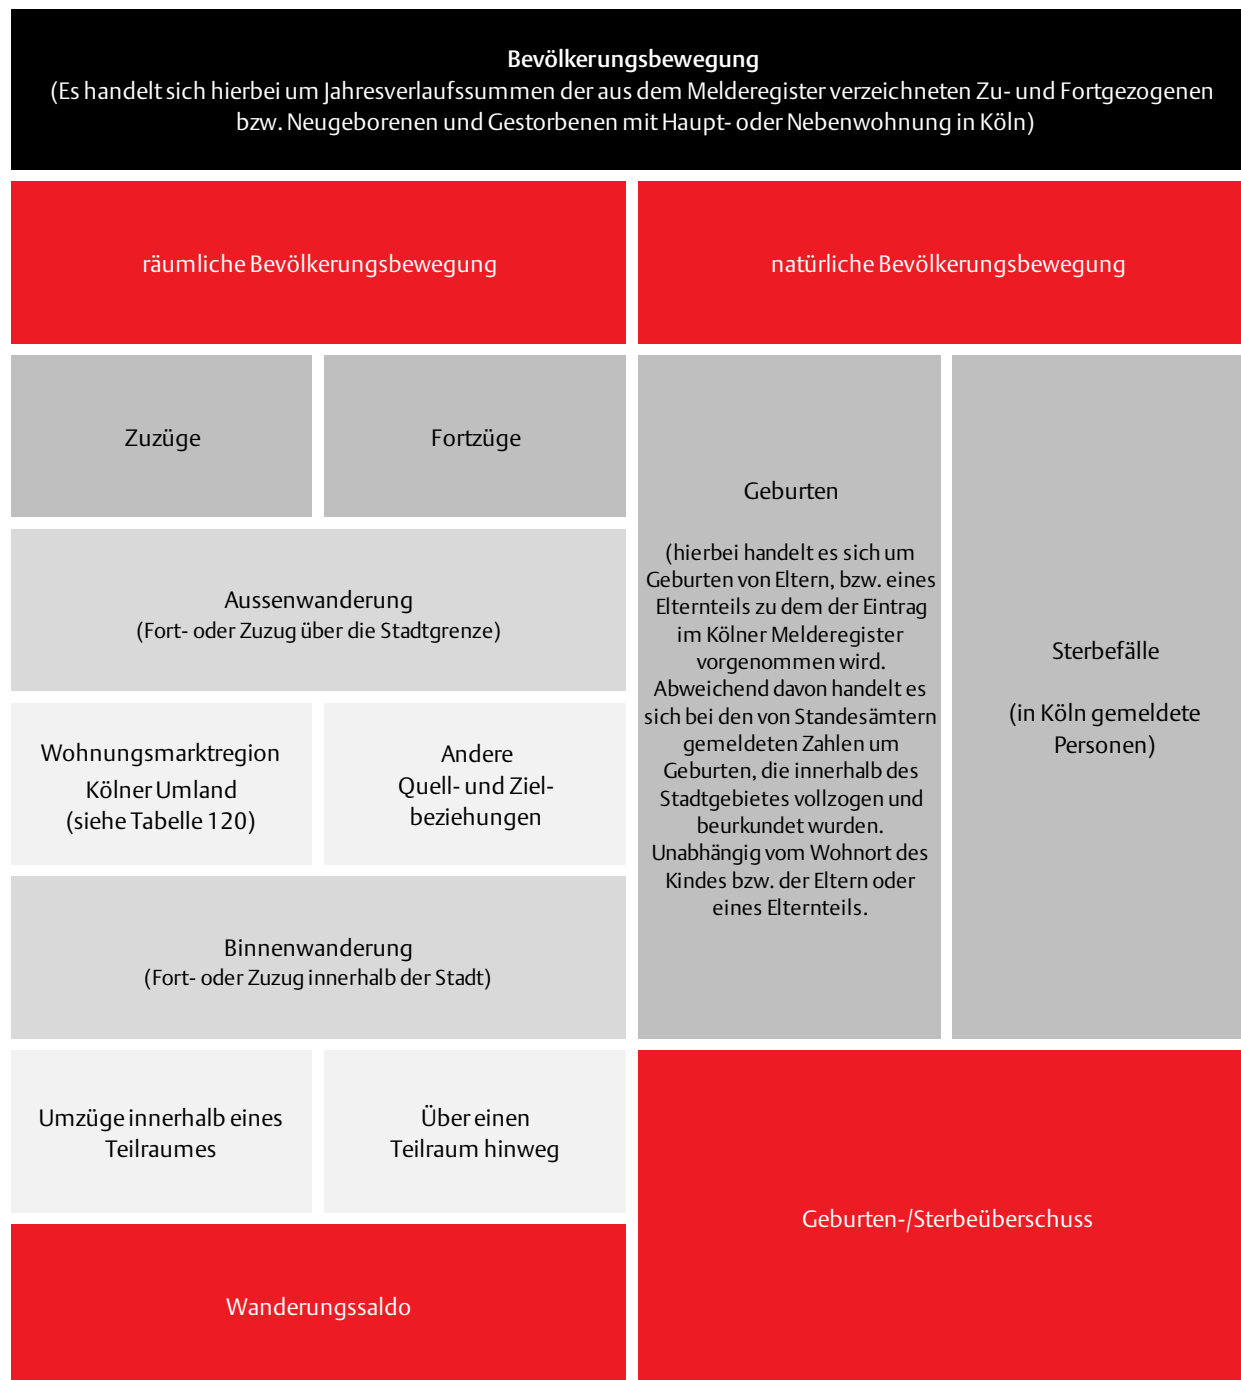 Bevölkerungsbewegung
(Es handelt sich hierbei um Jahresverlaufssummen der aus dem Melderegister verzeichneten Zu- und Fortgezogenen
bzw. Neugeborenen und Gestorbenen mit Haupt- oder Nebenwohnung in Köln)
räumliche Bevölkerungsbewegung
natürliche Bevölkerungsbewegung
Zuzüge
Fortzüge
Aussenwanderung
(Fort- oder Zuzug über die Stadtgrenze)
Wohnungsmarktregion
Kölner Umland
(siehe Tabelle 120)
Andere
Quell- und Ziel-
beziehungen
Binnenwanderung
(Fort- oder Zuzug innerhalb der Stadt)
Umzüge innerhalb eines
Teilraumes
Über einen
Teilraum hinweg
Wanderungssaldo
Geburten
(hierbei handelt es sich um
Geburten von Eltern, bzw. eines
Elternteils zu dem der Eintrag
im Kölner Melderegister
vorgenommen wird.
Abweichend davon handelt es
sich bei den von Standesämtern
gemeldeten Zahlen um
Geburten, die innerhalb des
Stadtgebietes vollzogen und
beurkundet wurden.
Unabhängig vom Wohnort des
Kindes bzw. der Eltern oder
eines Elternteils.
Sterbefälle
(in Köln gemeldete
Personen)
Geburten-/Sterbeüberschuss